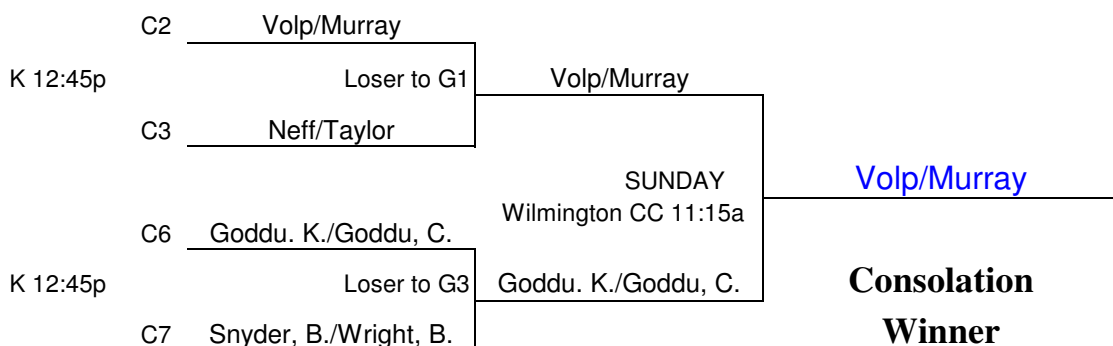 C2 Volp/Murray
K 12:45p Loser to G1 Volp/Murray
C3 Neff/Taylor
SUNDAY Volp/Murray
Wilmington CC 11:15a
C6 Goddu. K./Goddu, C.
K 12:45p Loser to G3 Goddu. K./Goddu, C. Consolation
C7 Snyder, B./Wright, B. Winner